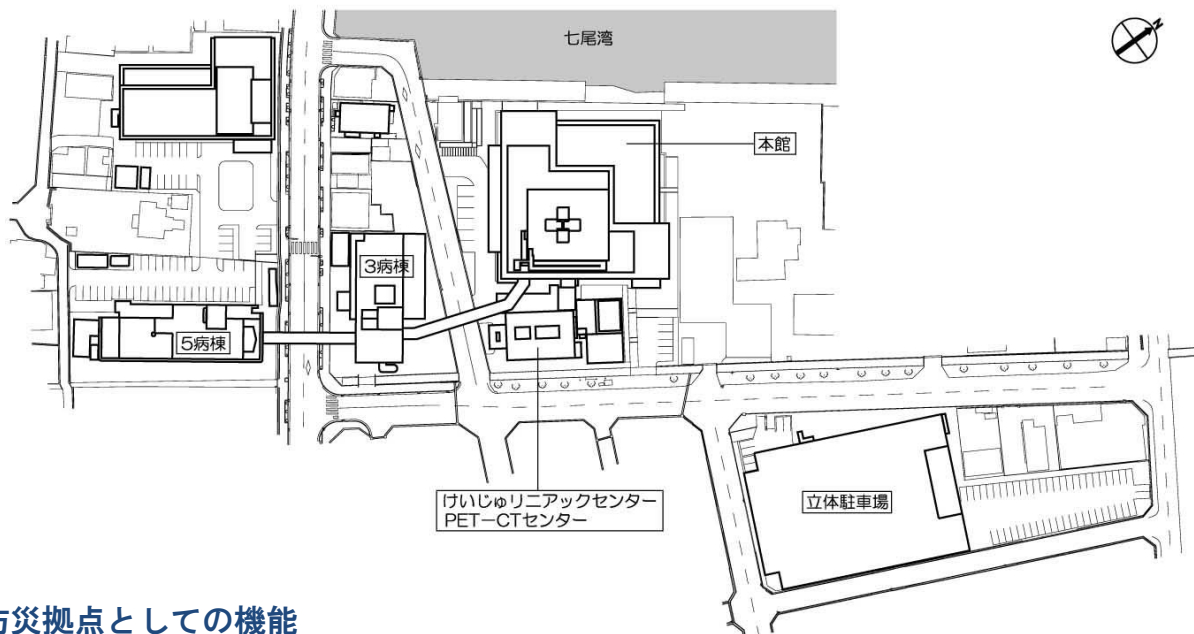 七尾湾
N
本館
3病棟
5病棟
けいじゅリニアックセンター
PET－CTセンター
立体駐車場
災拠点としての機能